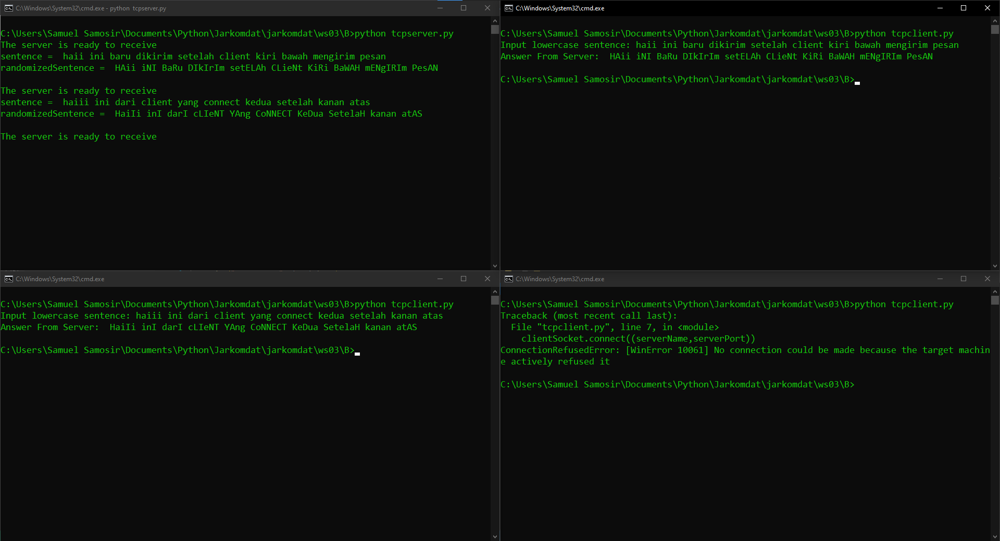 C:\Windows\System32\cmd.exe - python  tcpserver.py
C:\Users\Samuel Samosir\Documents\Python\Jarkomdat\jarkomdat\ws03\B>python tcpserver.py
The server is ready to receive
sentence =  haii ini baru dikirim setelah client kiri bawah mengirim pesan
randomizedSentence =  HAii iNI BaRu DIkIrIm setELAh CLieNt KiRi BaWAH mENgIRIm PesAN
The server is ready to receive
sentence =  haiii ini dari client yang connect kedua setelah kanan atas
randomizedSentence =  HaiIi inI darI cLIeNT YAng CoNNECT KeDua SetelaH kanan atAS
The server is ready to receive
C:\Windows\System32\cmd.exe
C:\Users\Samuel Samosir\Documents\Python\Jarkomdat\jarkomdat\ws03\B>python tcpclient.py
Input lowercase sentence: haii ini baru dikirim setelah client kiri bawah mengirim pesan
Answer From Server:  HAii iNI BaRu DIkIrIm setELAh CLieNt KiRi BaWAH mENgIRIm PesAN
C:\Users\Samuel Samosir\Documents\Python\Jarkomdat\jarkomdat\ws03\B>
C:\Windows\System32\cmd.exe
C:\Users\Samuel Samosir\Documents\Python\Jarkomdat\jarkomdat\ws03\B>python tcpclient.py
Input lowercase sentence: haiii ini dari client yang connect kedua setelah kanan atas
Answer From Server:  HaiIi inI darI cLIeNT YAng CoNNECT KeDua SetelaH kanan atAS
C:\Users\Samuel Samosir\Documents\Python\Jarkomdat\jarkomdat\ws03\B>
C:\Windows\System32\cmd.exe
C:\Users\Samuel Samosir\Documents\Python\Jarkomdat\jarkomdat\ws03\B>python tcpclient.py
Traceback (most recent call last):
  File "tcpclient.py", line 7, in <module>
    clientSocket.connect((serverName,serverPort))
ConnectionRefusedError: [WinError 10061] No connection could be made because the target machin
e actively refused it
C:\Users\Samuel Samosir\Documents\Python\Jarkomdat\jarkomdat\ws03\B>